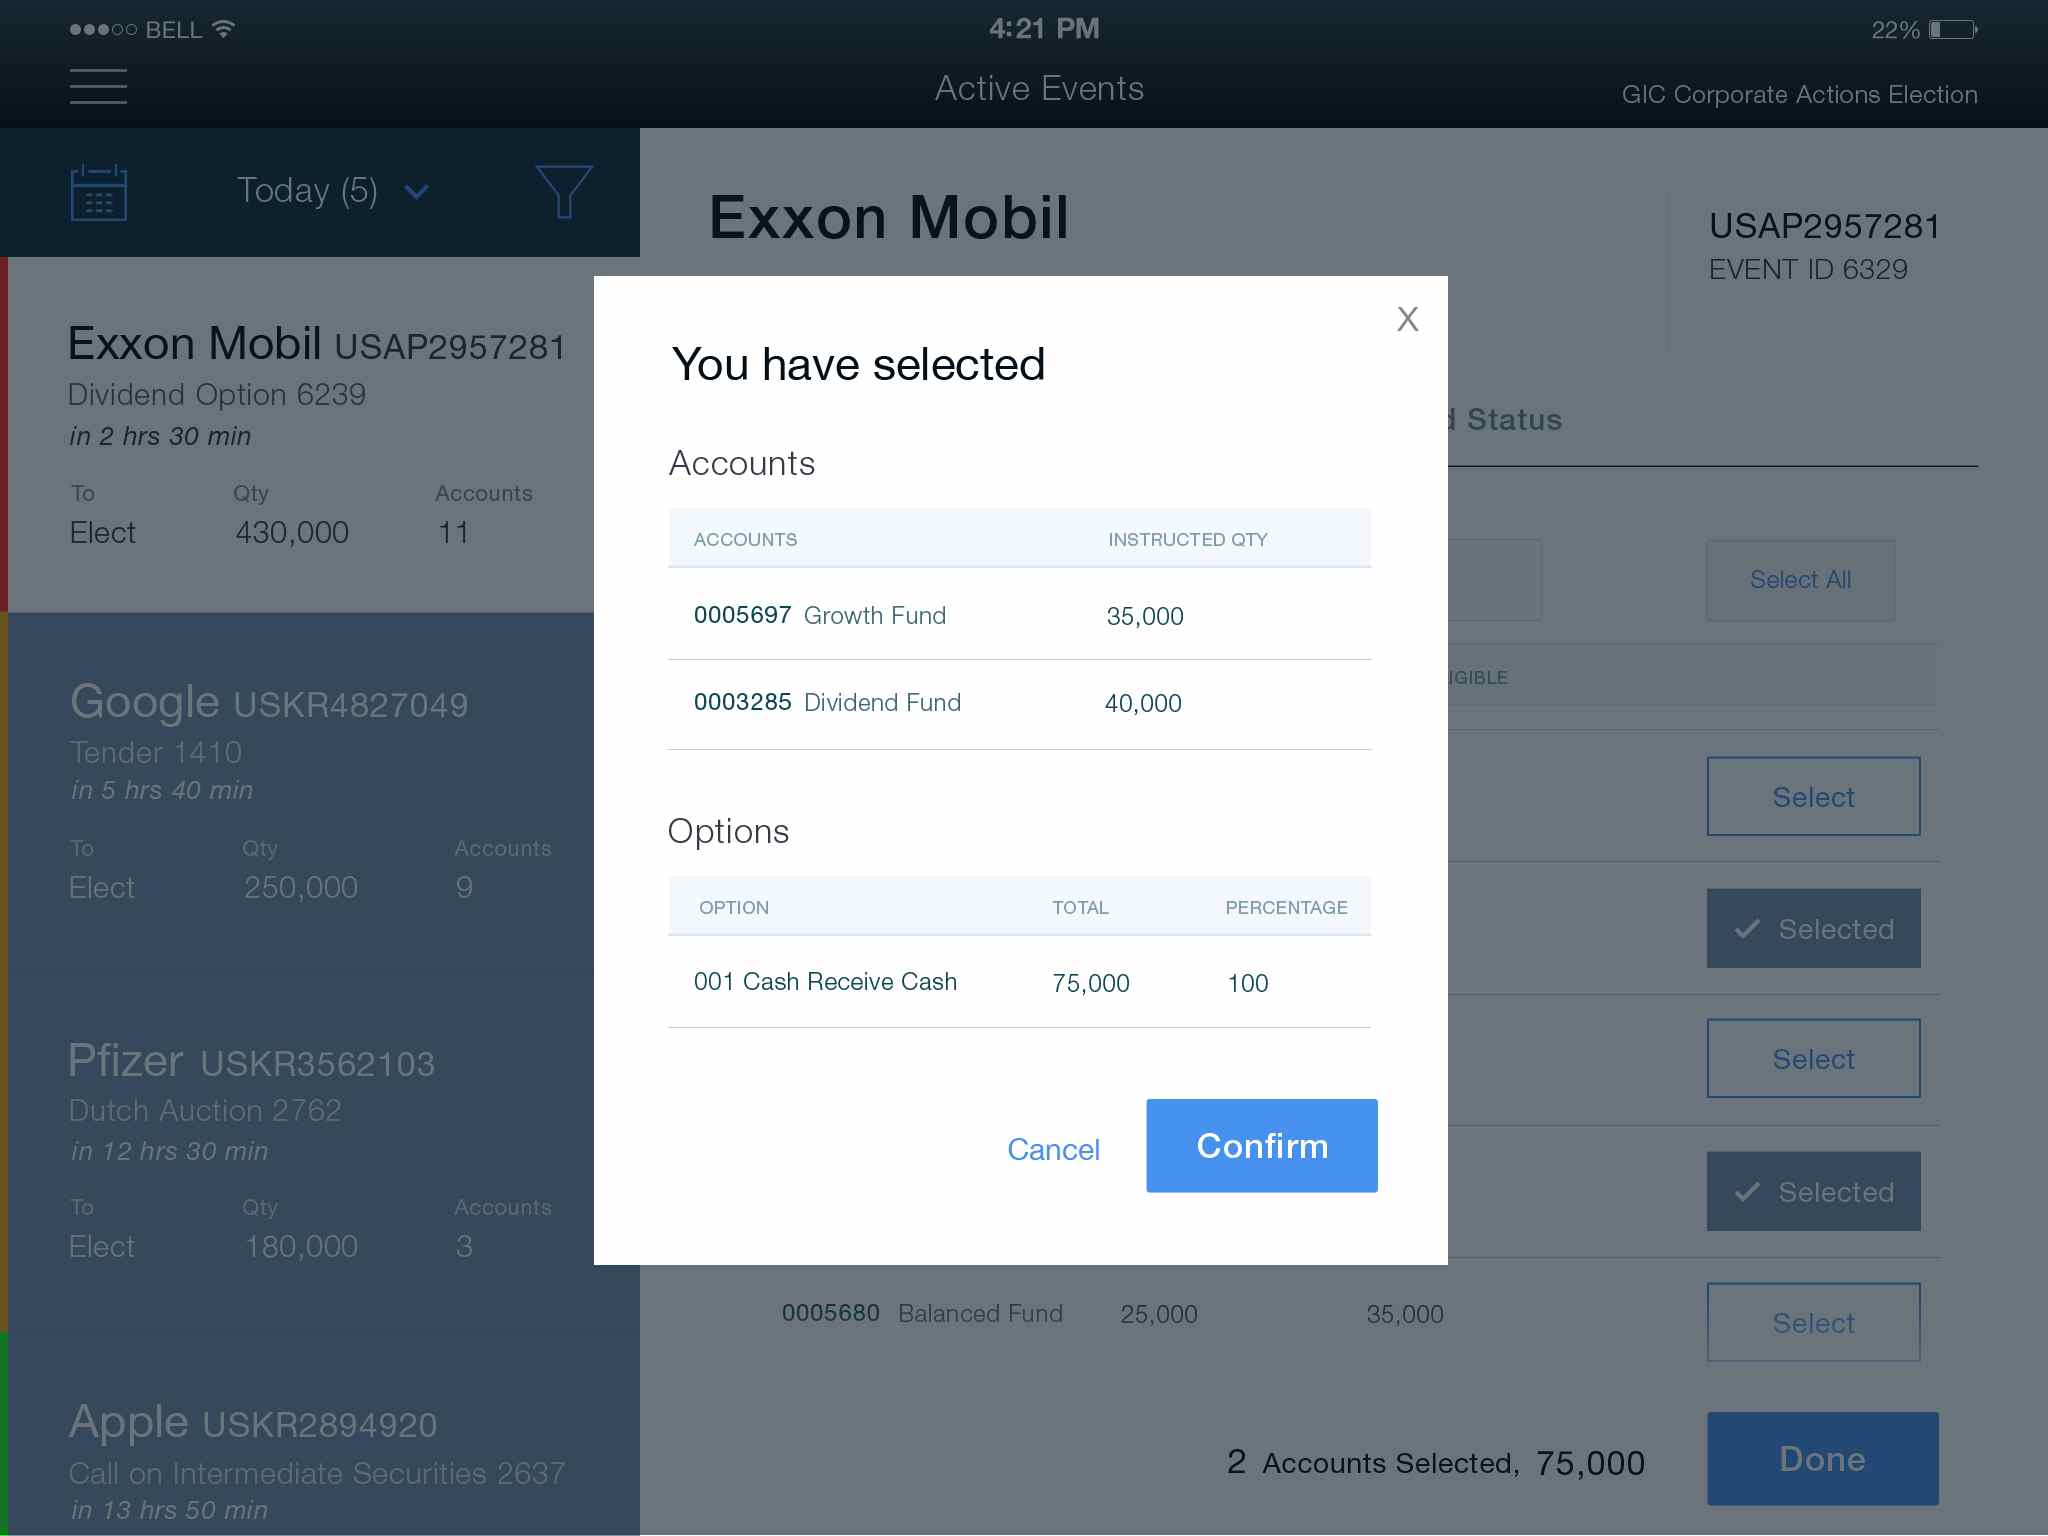 BELL
4:21 PM
22%
Active Events
GIC Corporate Actions Election
Today (5)
Exxon Mobil
USAP2957281
EVENT ID 6329
Exxon Mobil USAP2957281
Dividend Option 6239
in 2 hrs 30 min
To Qty Accounts
Elect 430,000 11
Google USKR4827049
Tender 1410
in 5 hrs 40 min
To Qty Accounts
Elect 250,000 9
Pfizer USKR3562103
Dutch Auction 2762
in 12 hrs 30 min
To Qty Accounts
Elect 180,000 3
Apple USKR2894920
Call on Intermediate Securities 2637
in 13 hrs 50 min
X
You have selected
Accounts
ACCOUNTS INSTRUCTED QTY
0005697 Growth Fund 35,000
0003285 Dividend Fund 40,000
Options
OPTION TOTAL PERCENTAGE
001 Cash Receive Cash 75,000 100
Cancel Confirm
Status
Select All
Select
Selected
Select
Selected
0005680 Balanced Fund 25,000 35,000 Select
2 Accounts Selected, 75,000 Done